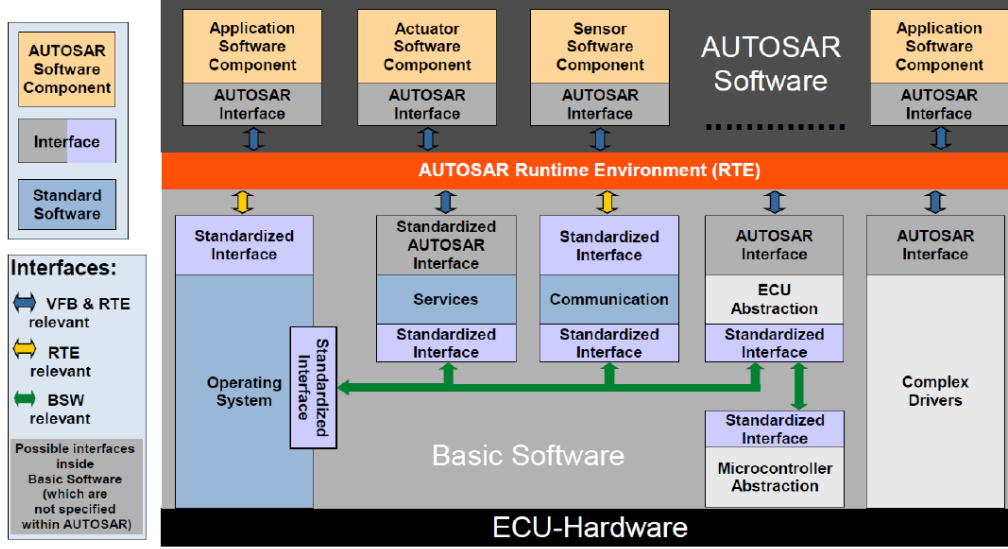 AUTOSAR
Software
Component
Interface
Standard
Software
Interfaces:
VFB & RTE
relevant
RTE
relevant
BSW
relevant
Possible interfaces
inside
Basic Software
(which are
not specified
within AUTOSAR)
Application
Software
Component
AUTOSAR
Interface
Actuator
Software
Component
AUTOSAR
Interface
Sensor
Software
Component
AUTOSAR
Interface
AUTOSAR
Software
Application
Software
Component
AUTOSAR
Interface
AUTOSAR Runtime Environment (RTE)
Standardized
Interface
Operating
System
Standardized
Interface
Standardized
AUTOSAR
Interface
Services
Standardized
Interface
Standardized
Interface
Communication
Standardized
Interface
AUTOSAR
Interface
ECU
Abstraction
Standardized
Interface
Standardized
Interface
Microcontroller
Abstraction
AUTOSAR
Interface
Complex
Drivers
Basic Software
ECU-Hardware